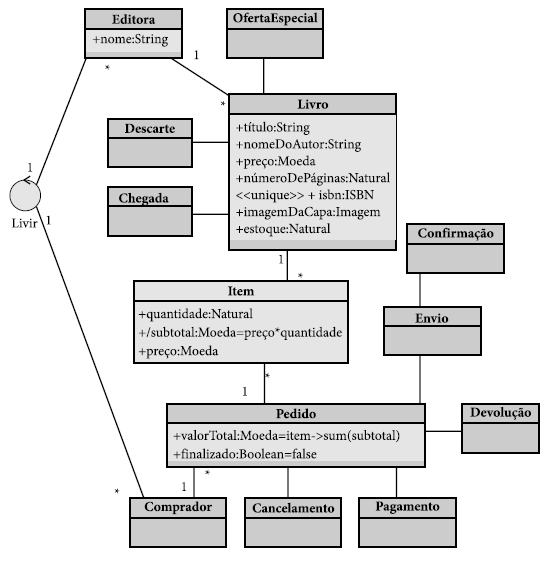 Editora
+nome:String
OfertaEspecial
1
*
*
Livro
+título:String
+nomeDoAutor:String
+preço:Moeda
+númeroDePáginas:Natural
<<unique>> + isbn:ISBN
+imagemDaCapa:Imagem
+estoque:Natural
Descarte
Chegada
1
Livir
1
Confirmação
1
*
Item
+quantidade:Natural
+/subtotal:Moeda=preço*quantidade
+preço:Moeda
Envio
*
1
Pedido
+valorTotal:Moeda=item->sum(subtotal)
+finalizado:Boolean=false
Devolução
*
1
*
Comprador
Cancelamento
Pagamento